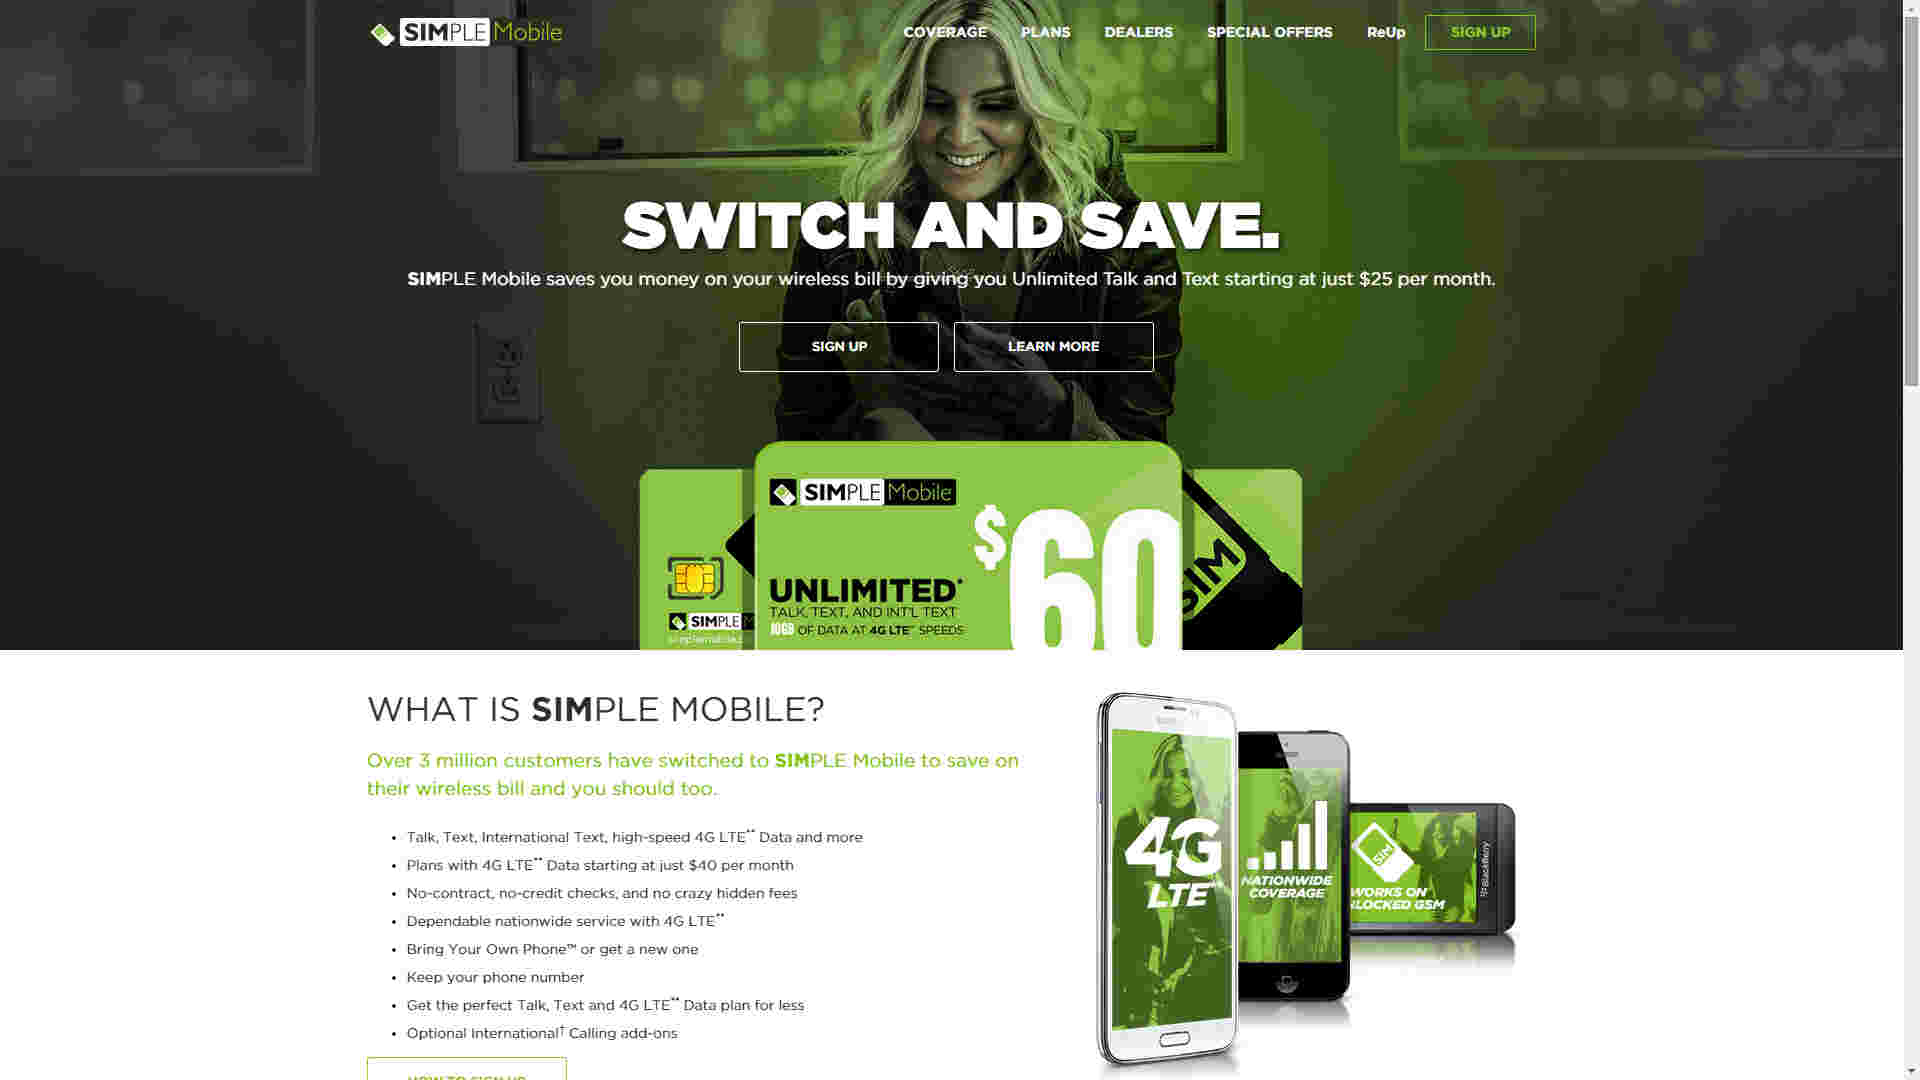 SIMPLE Mobile
COVERAGE PLANS DEALERS SPECIAL OFFERS ReUp SIGN UP
SWITCH AND SAVE.
SIMPLE Mobile saves you money on your wireless bill by giving you Unlimited Talk and Text starting at just $25 per month.
SIGN UP LEARN MORE
SIMPLE Mobile
$60
UNLIMITED*
TALK, TEXT, AND INT'L TEXT
10GB OF DATA AT 4G LTE** SPEEDS
SIMPLE M
SIM
WHAT IS SIMPLE MOBILE?
Over 3 million customers have switched to SIMPLE Mobile to save on
their wireless bill and you should too.
• Talk, Text, International Text, high-speed 4G LTE** Data and more
• Plans with 4G LTE** Data starting at just $40 per month
• No-contract, no-credit checks, and no crazy hidden fees
• Dependable nationwide service with 4G LTE**
• Bring Your Own Phone™ or get a new one
• Keep your phone number
• Get the perfect Talk, Text and 4G LTE** Data plan for less
• Optional International† Calling add-ons
HOW TO SIGN UP
4G
LTE**
NATIONWIDE
COVERAGE
SIM
WORKS ON
NLOCKED GSM
BlackBerry